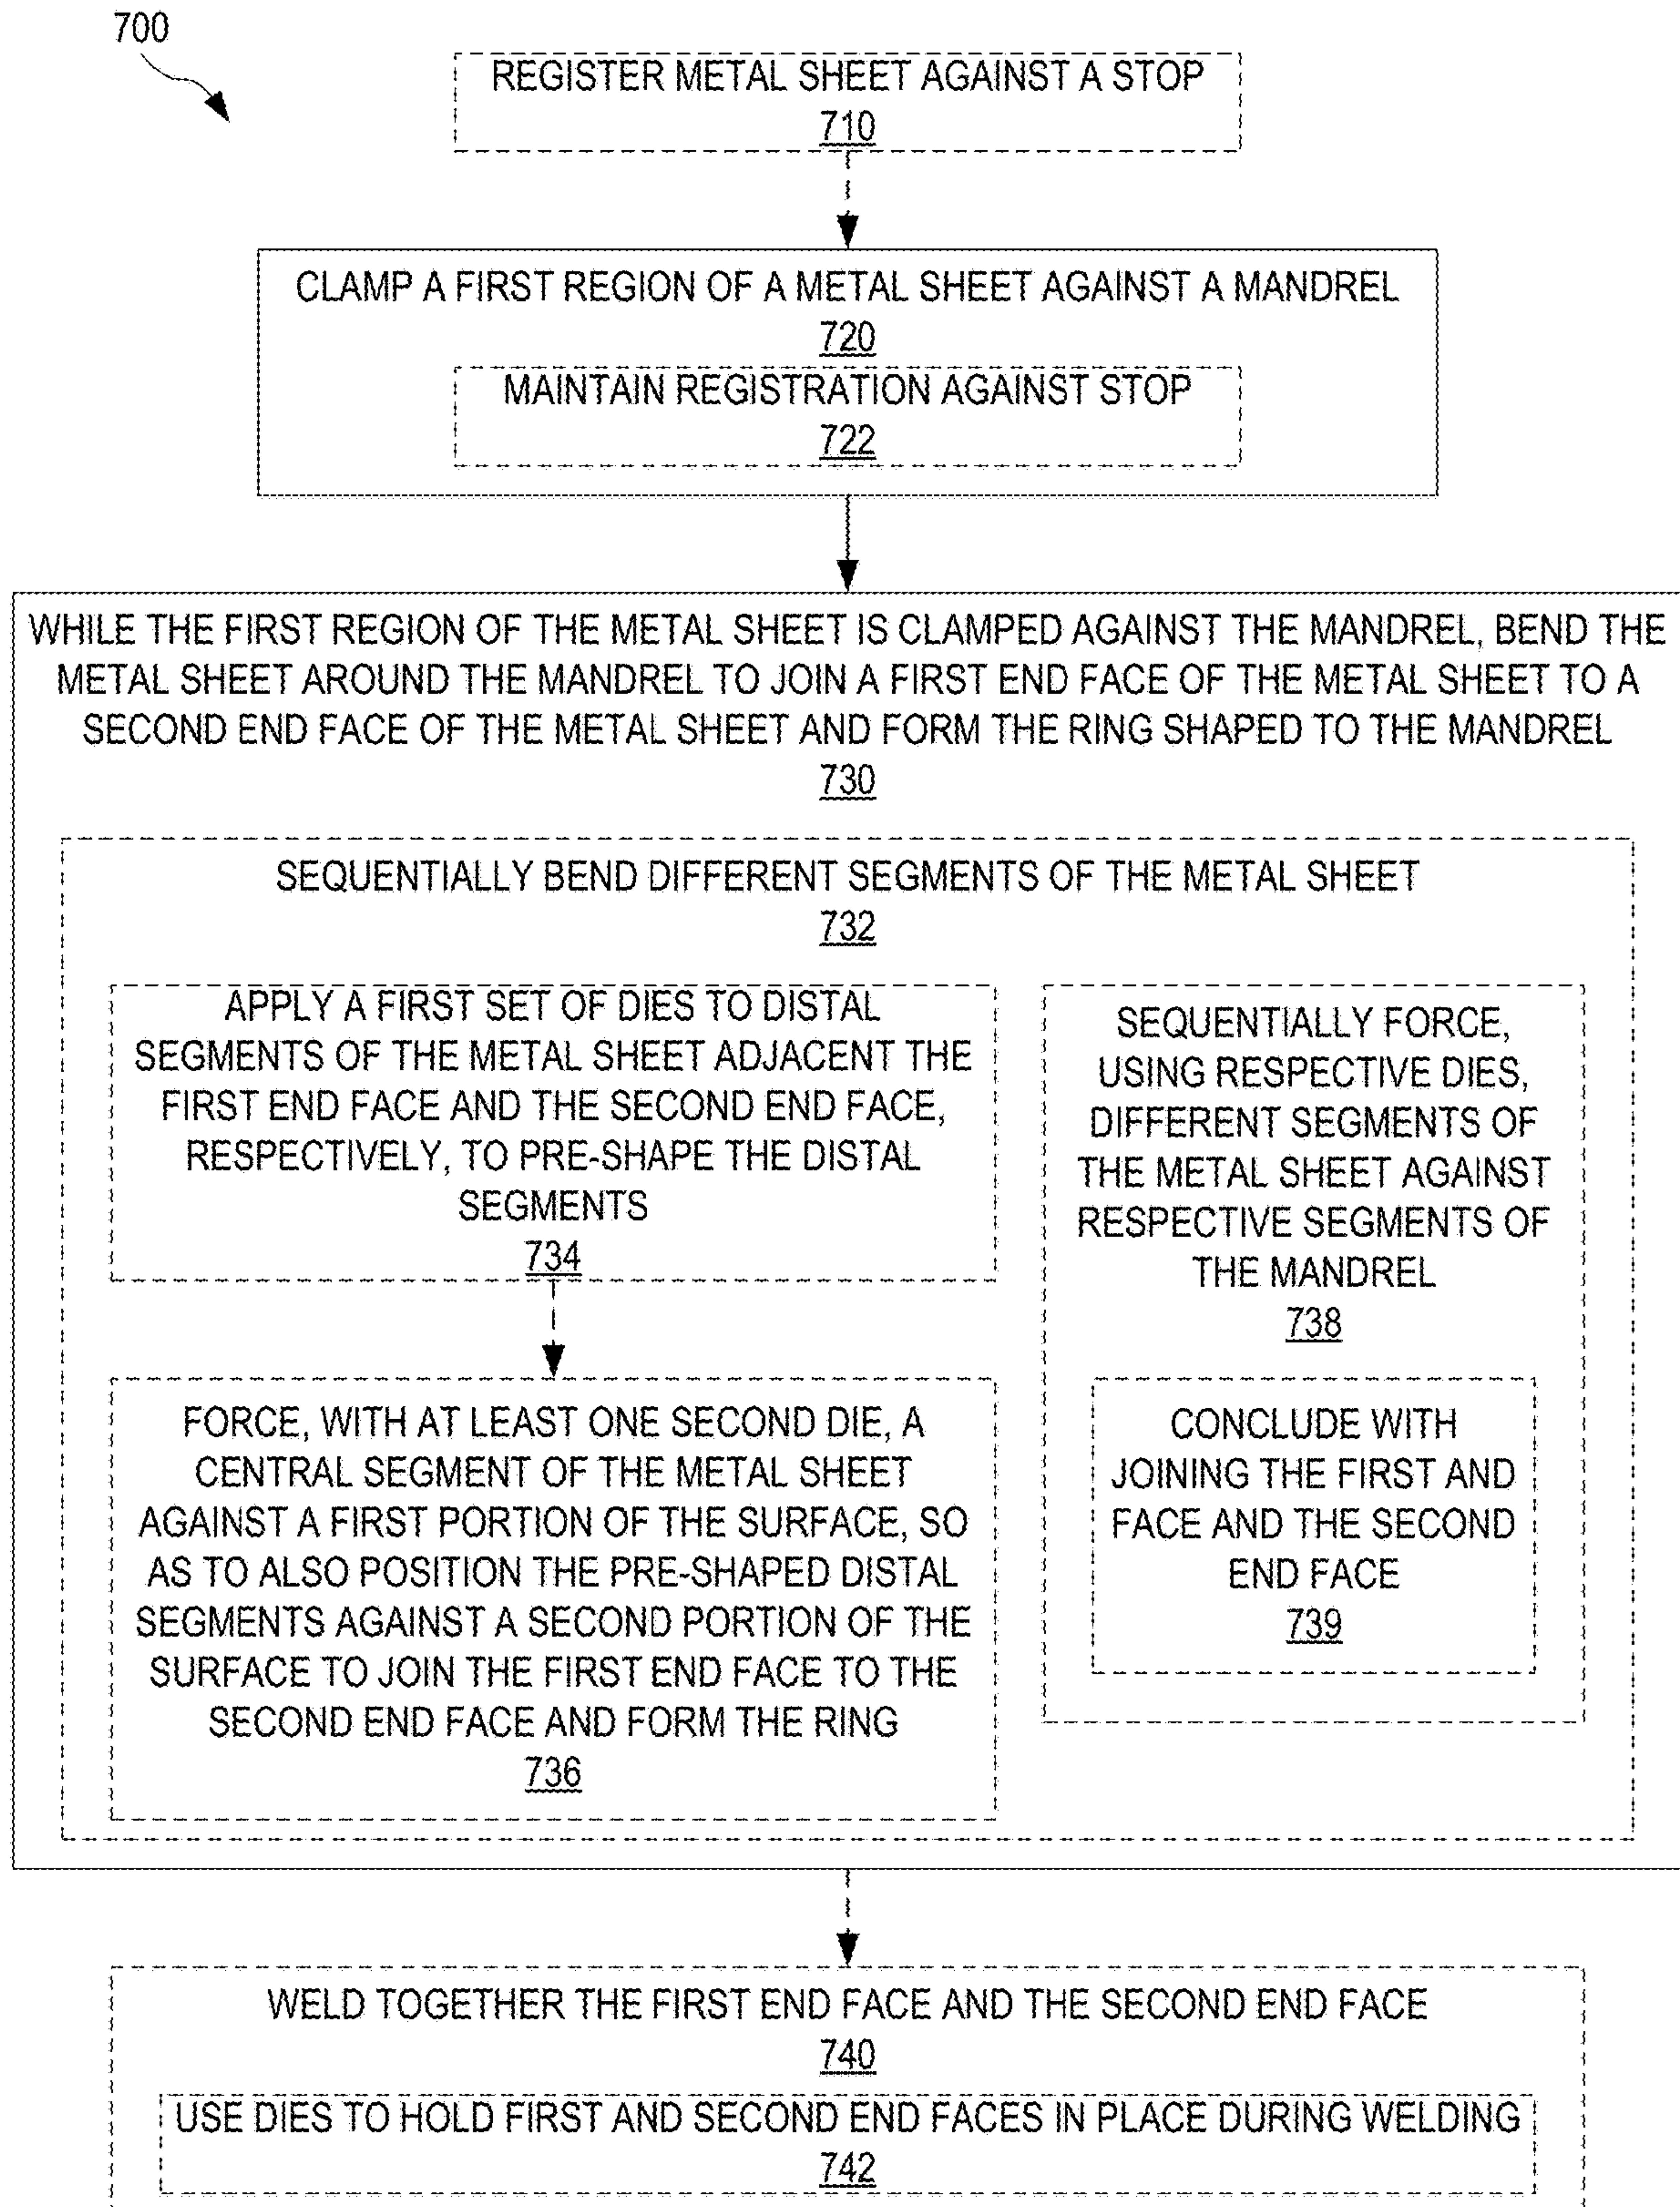 700
REGISTER METAL SHEET AGAINST A STOP
710
CLAMP A FIRST REGION OF A METAL SHEET AGAINST A MANDREL
720
MAINTAIN REGISTRATION AGAINST STOP
722
WHILE THE FIRST REGION OF THE METAL SHEET IS CLAMPED AGAINST THE MANDREL, BEND THE
METAL SHEET AROUND THE MANDREL TO JOIN A FIRST END FACE OF THE METAL SHEET TO A
SECOND END FACE OF THE METAL SHEET AND FORM THE RING SHAPED TO THE MANDREL
730
SEQUENTIALLY BEND DIFFERENT SEGMENTS OF THE METAL SHEET
732
APPLY A FIRST SET OF DIES TO DISTAL
SEGMENTS OF THE METAL SHEET ADJACENT THE
FIRST END FACE AND THE SECOND END FACE,
RESPECTIVELY, TO PRE-SHAPE THE DISTAL
SEGMENTS
734
FORCE, WITH AT LEAST ONE SECOND DIE, A
CENTRAL SEGMENT OF THE METAL SHEET
AGAINST A FIRST PORTION OF THE SURFACE, SO
AS TO ALSO POSITION THE PRE-SHAPED DISTAL
SEGMENTS AGAINST A SECOND PORTION OF THE
SURFACE TO JOIN THE FIRST END FACE TO THE
SECOND END FACE AND FORM THE RING
736
SEQUENTIALLY FORCE,
USING RESPECTIVE DIES,
DIFFERENT SEGMENTS OF
THE METAL SHEET AGAINST
RESPECTIVE SEGMENTS OF
THE MANDREL
738
CONCLUDE WITH
JOINING THE FIRST AND
FACE AND THE SECOND
END FACE
739
WELD TOGETHER THE FIRST END FACE AND THE SECOND END FACE
740
USE DIES TO HOLD FIRST AND SECOND END FACES IN PLACE DURING WELDING
742